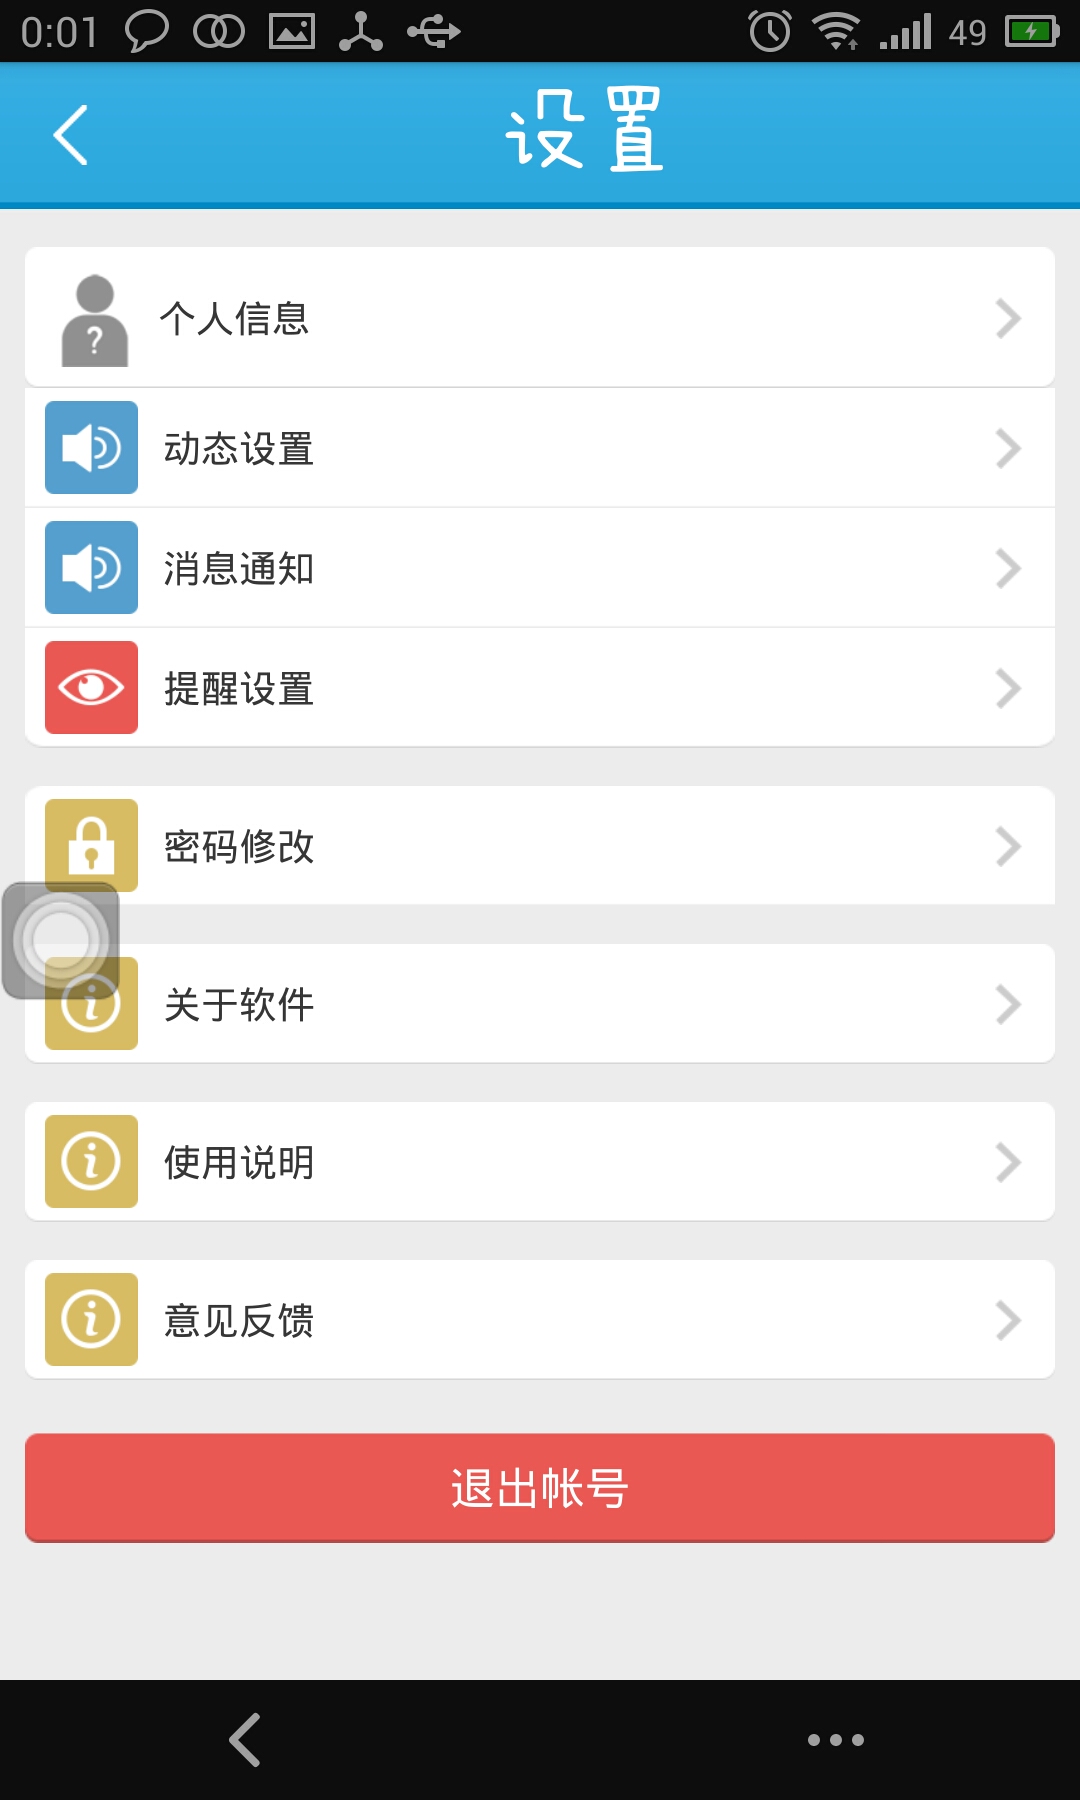 0:01 49
设置
个人信息
动态设置
消息通知
提醒设置
密码修改
关于软件
使用说明
意见反馈
退出帐号